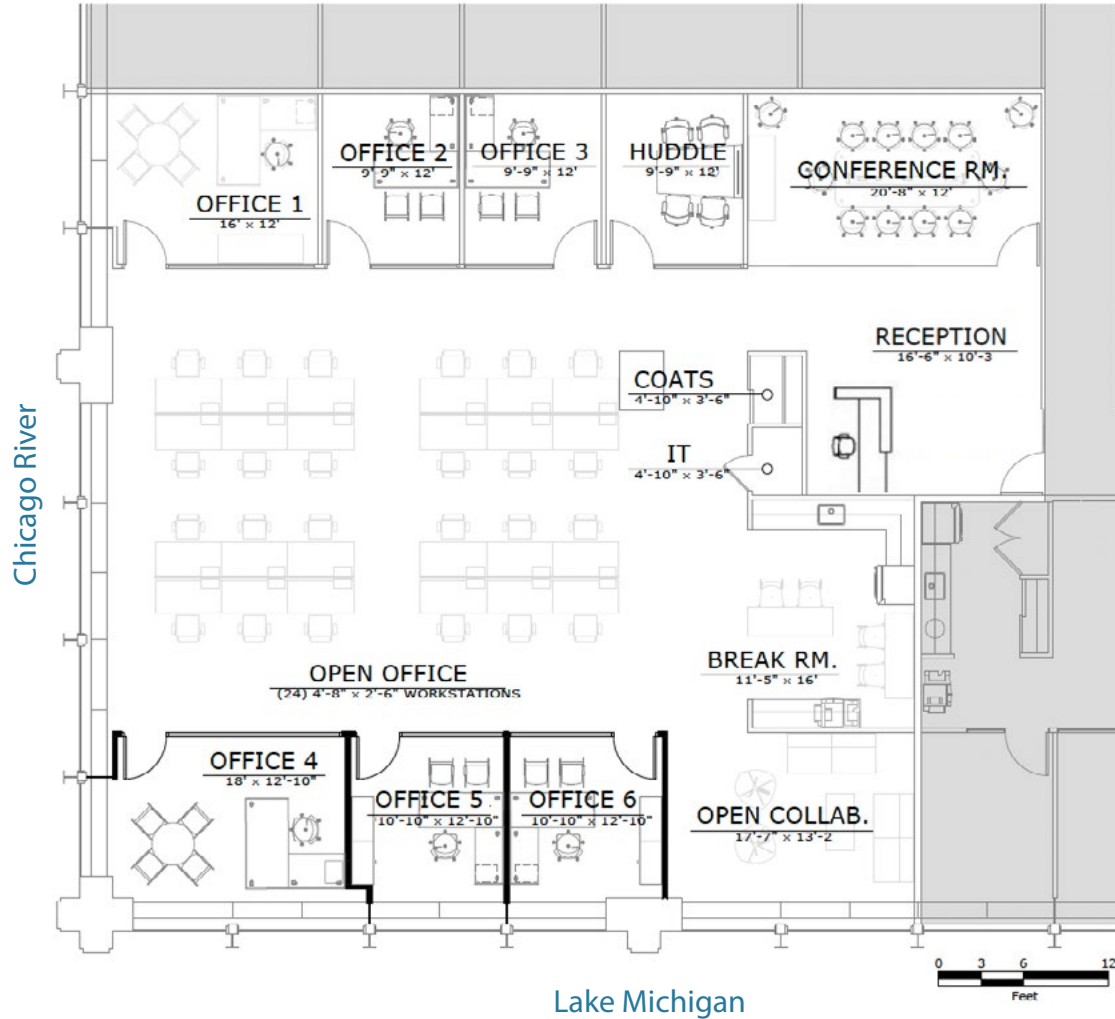 OFFICE 1
16' x 12'
OFFICE 2
9'-9" x 12'
OFFICE 3
9'-9" x 12'
HUDDLE
9'-9" x 12'
CONFERENCE RM.
20'-8" x 12'
RECEPTION
16'-6" x 10'-3
COATS
4'-10" x 3'-6"
IT
4'-10" x 3'-6"
Chicago River
OPEN OFFICE
(24) 4'-8" x 2'-6" WORKSTATIONS
BREAK RM.
11'-5" x 16'
OFFICE 4
18' x 12'-10"
OFFICE 5
10'-10" x 12'-10"
OFFICE 6
10'-10" x 12'-10"
OPEN COLLAB.
17'-7" x 13'-2
0 3 6 12
Feet
Lake Michigan